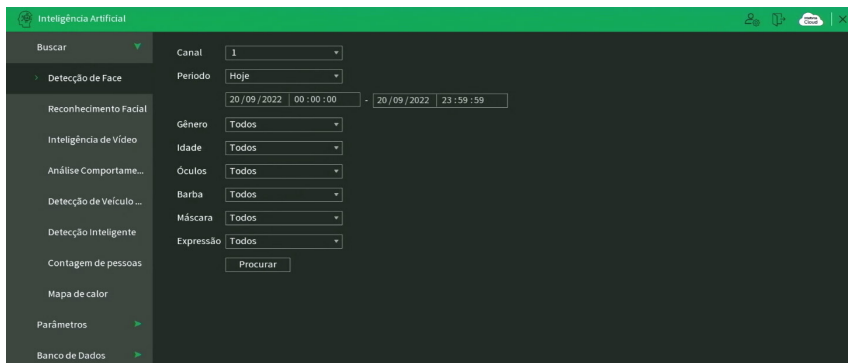 Inteligência Artificial
intelbras Cloud
Buscar
Detecção de Face
Reconhecimento Facial
Inteligência de Vídeo
Análise Comportame...
Detecção de Veículo ...
Detecção Inteligente
Contagem de pessoas
Mapa de calor
Parâmetros
Banco de Dados
Canal 1
Periodo Hoje
20/09/2022 00:00:00 - 20/09/2022 23:59:59
Gênero Todos
Idade Todos
Óculos Todos
Barba Todos
Máscara Todos
Expressão Todos
Procurar